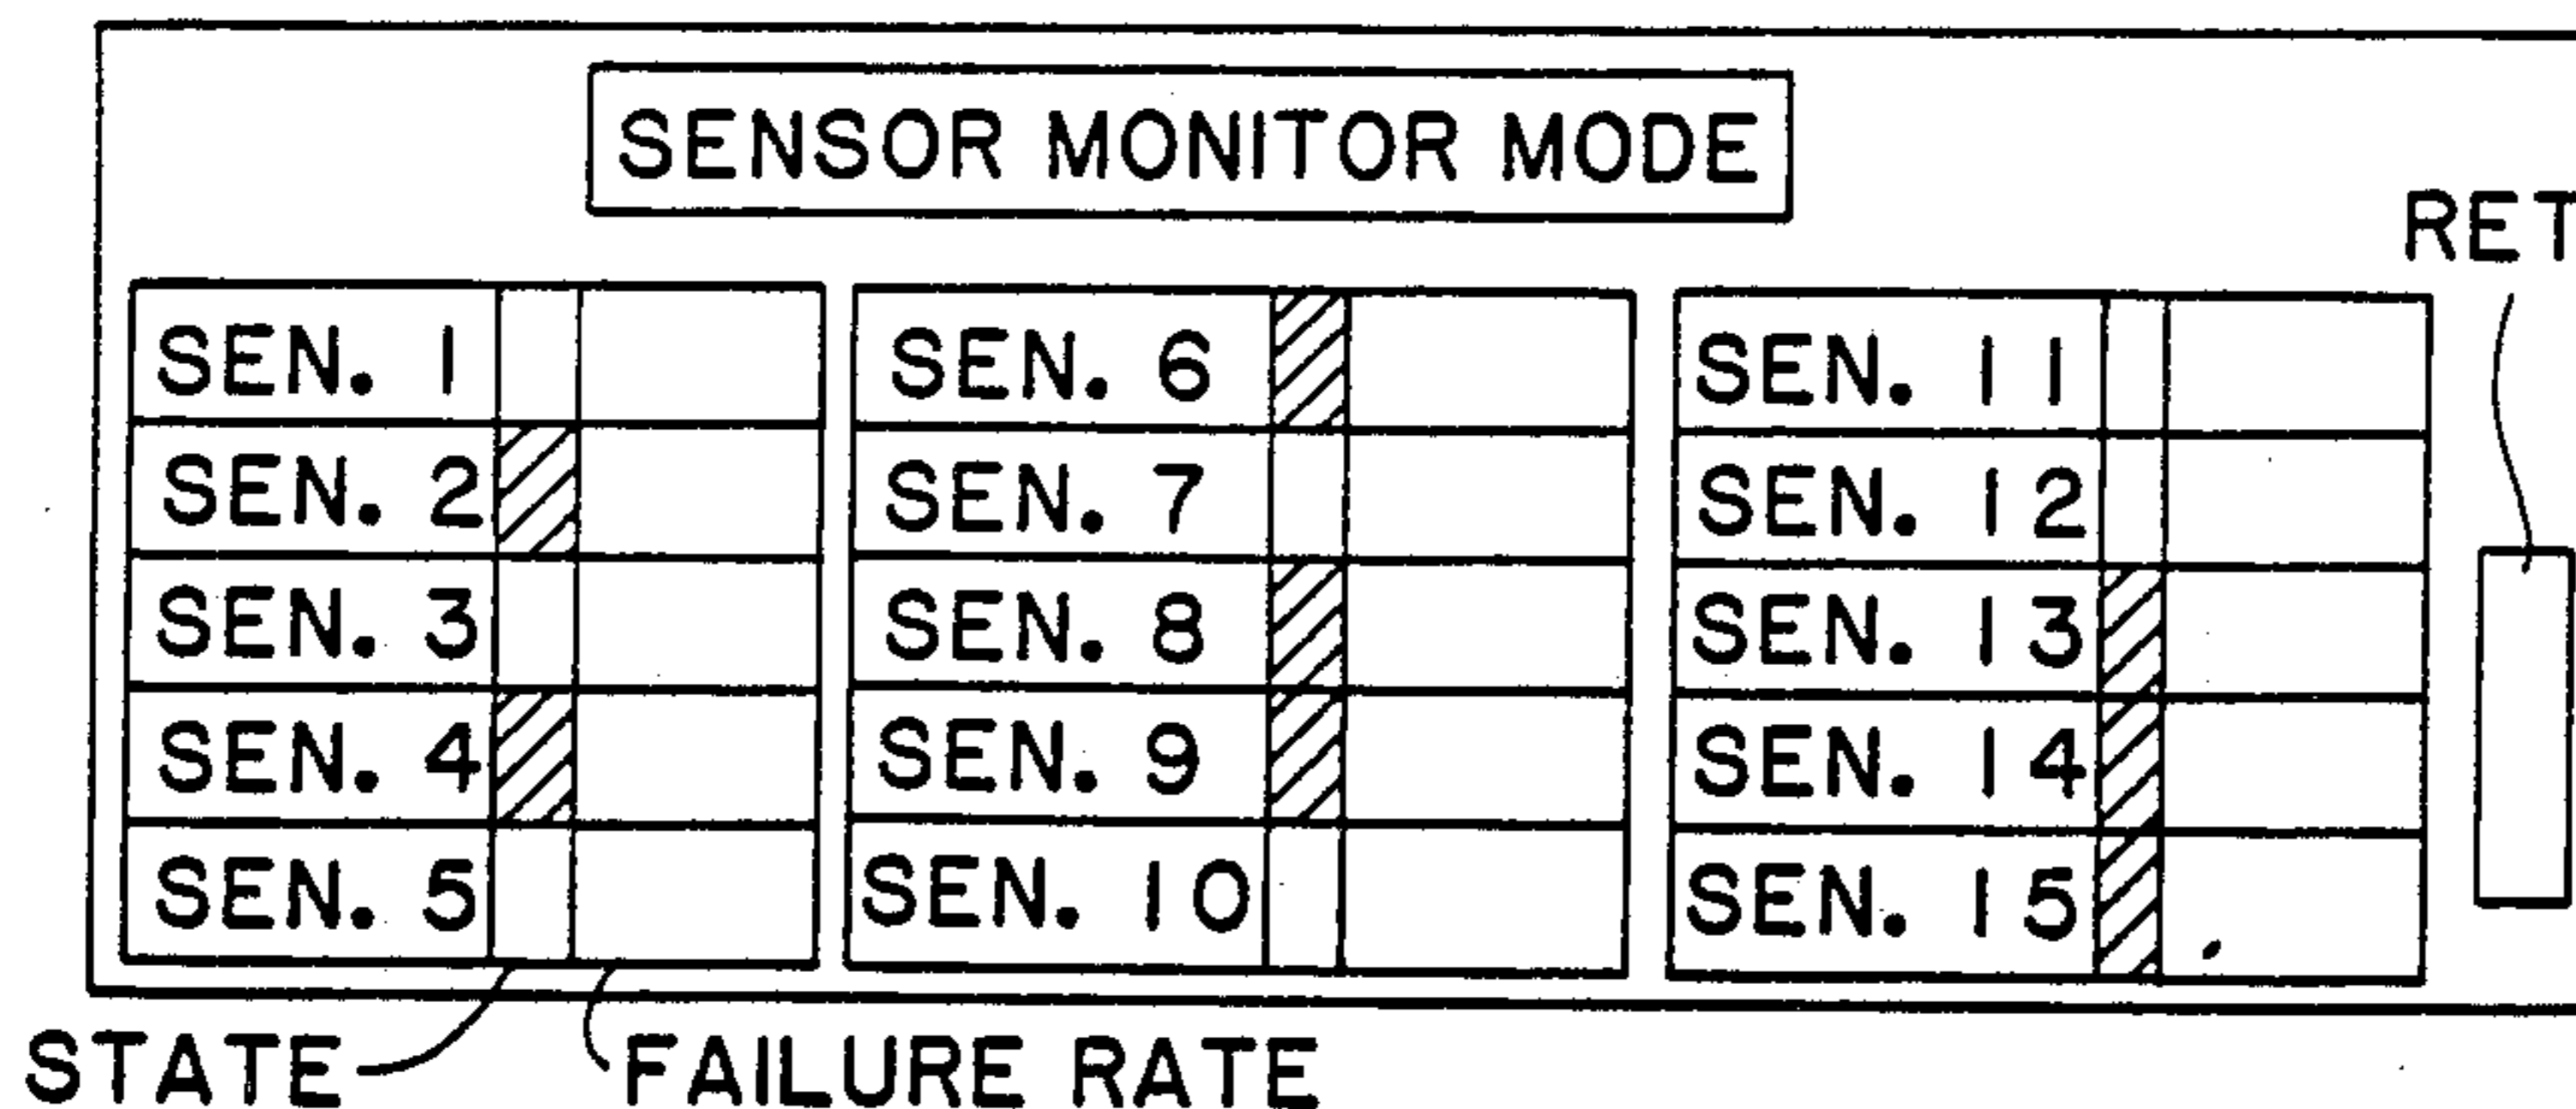 SENSOR MONITOR MODE
RET
SEN. 1
SEN. 2
SEN. 3
SEN. 4
SEN. 5
SEN. 6
SEN. 7
SEN. 8
SEN. 9
SEN. 10
SEN. 11
SEN. 12
SEN. 13
SEN. 14
SEN. 15
STATE
FAILURE RATE